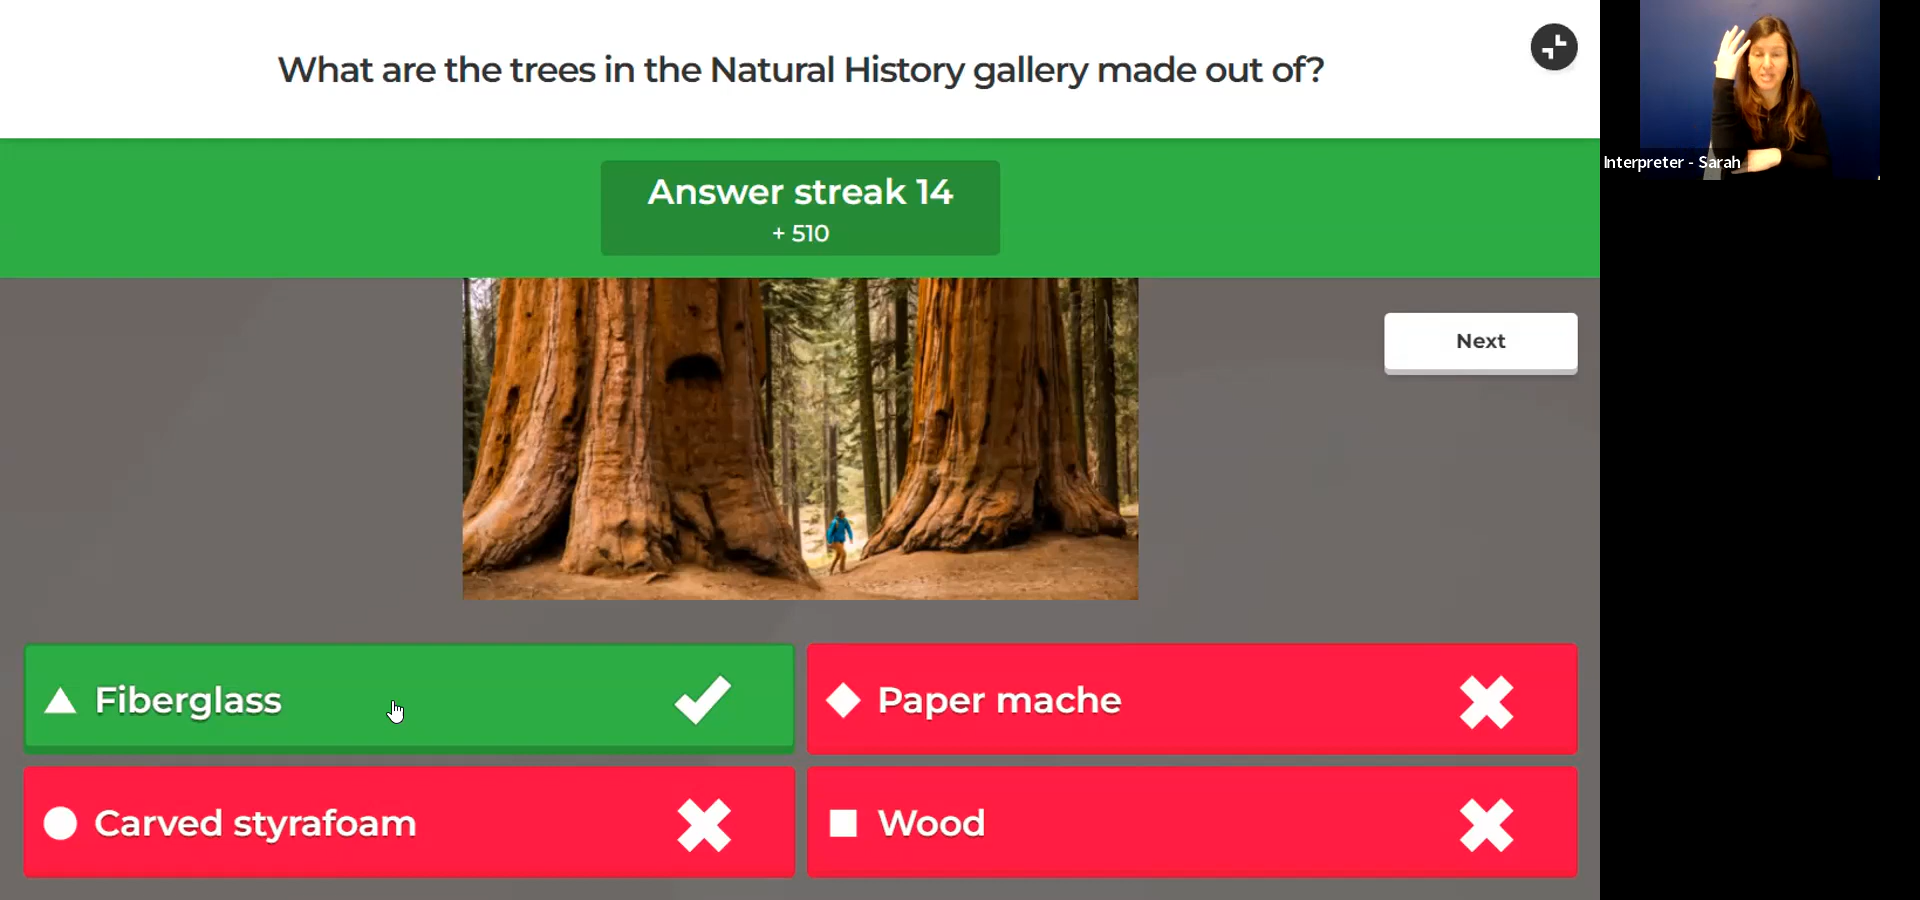 What are the trees in the Natural History gallery made out of?
Answer streak 14
+ 510
Interpreter - Sarah
Next
Fiberglass
Paper mache
Carved styrafoam
Wood